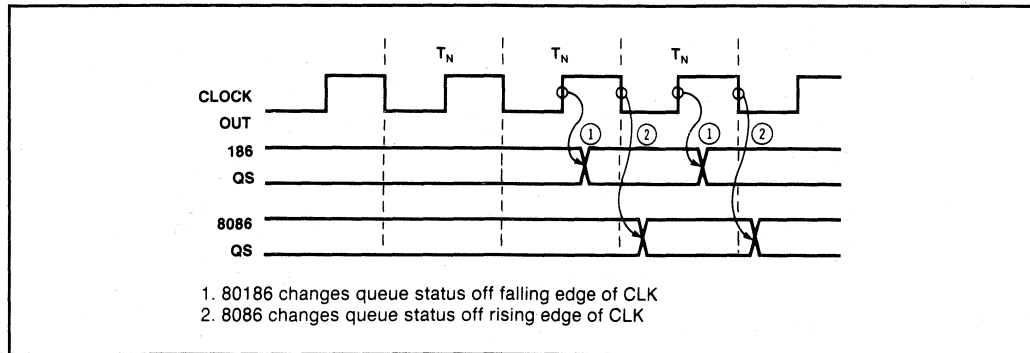 T_N T_N T_N
CLOCK
OUT
① ② ① ②
186
QS
8086
QS
1. 80186 changes queue status off falling edge of CLK
2. 8086 changes queue status off rising edge of CLK